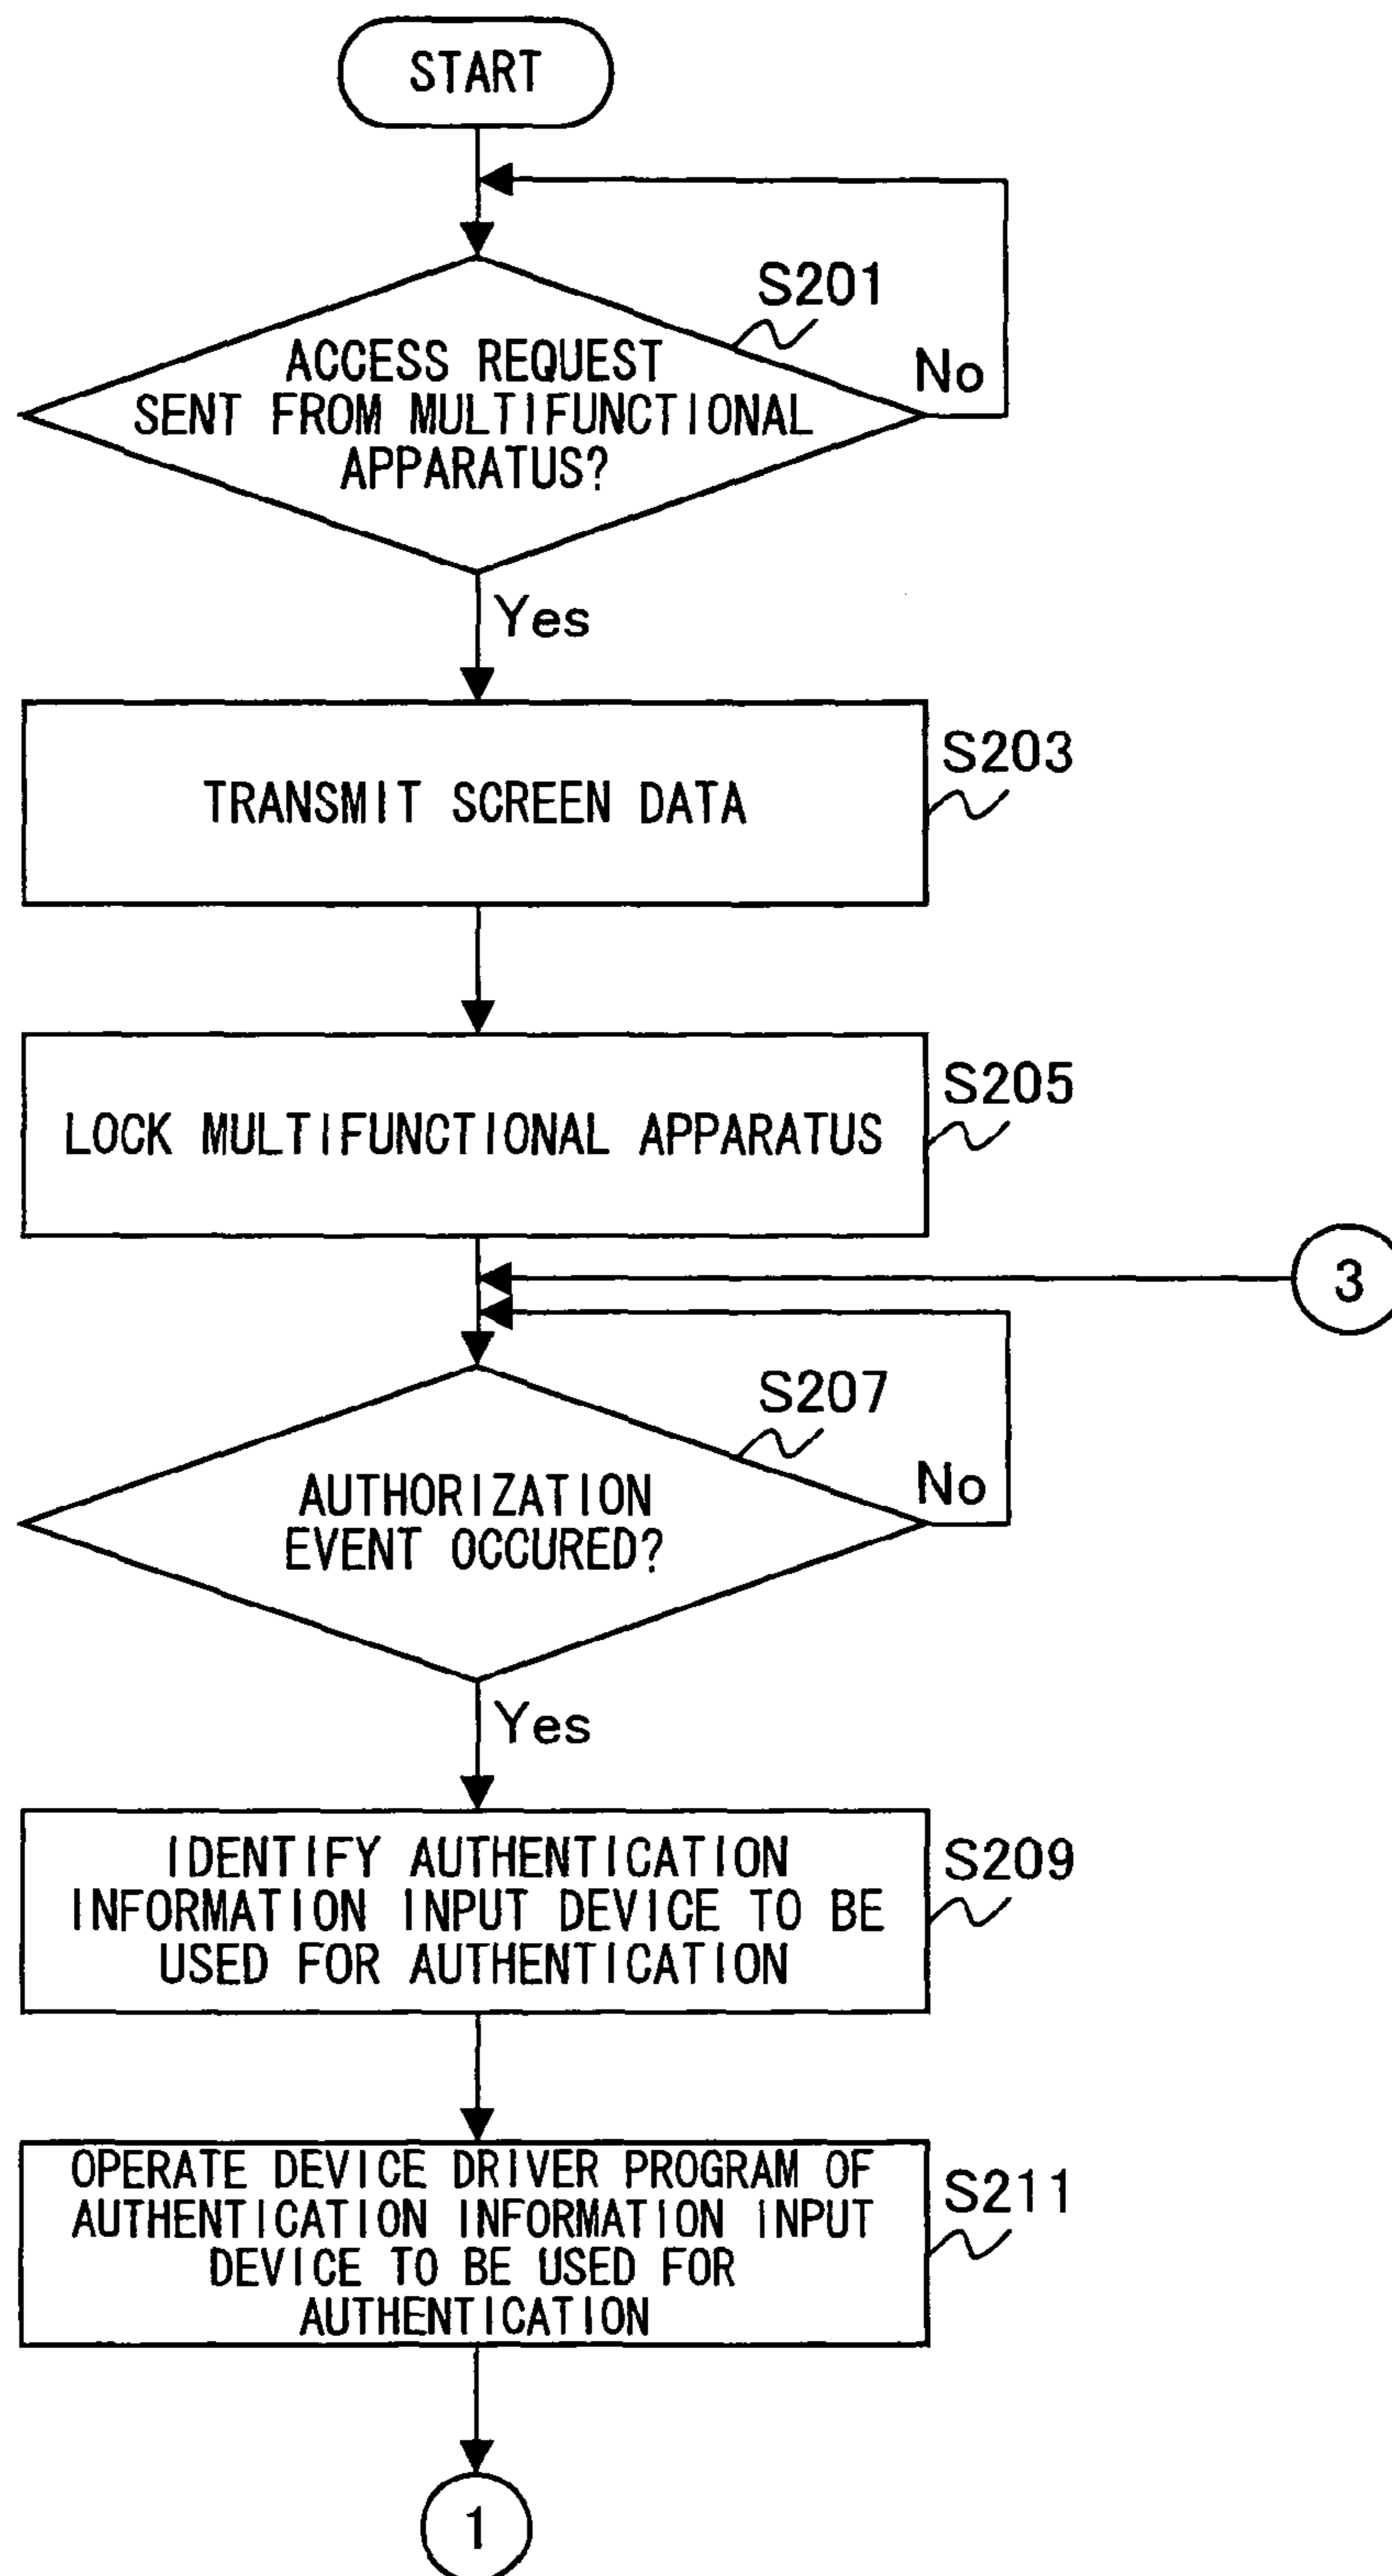 START
S201
ACCESS REQUEST
SENT FROM MULTIFUNCTIONAL
APPARATUS?
No
Yes
S203
TRANSMIT SCREEN DATA
S205
LOCK MULTIFUNCTIONAL APPARATUS
3
S207
AUTHORIZATION
EVENT OCCURED?
No
Yes
S209
IDENTIFY AUTHENTICATION
INFORMATION INPUT DEVICE TO BE
USED FOR AUTHENTICATION
S211
OPERATE DEVICE DRIVER PROGRAM OF
AUTHENTICATION INFORMATION INPUT
DEVICE TO BE USED FOR
AUTHENTICATION
1